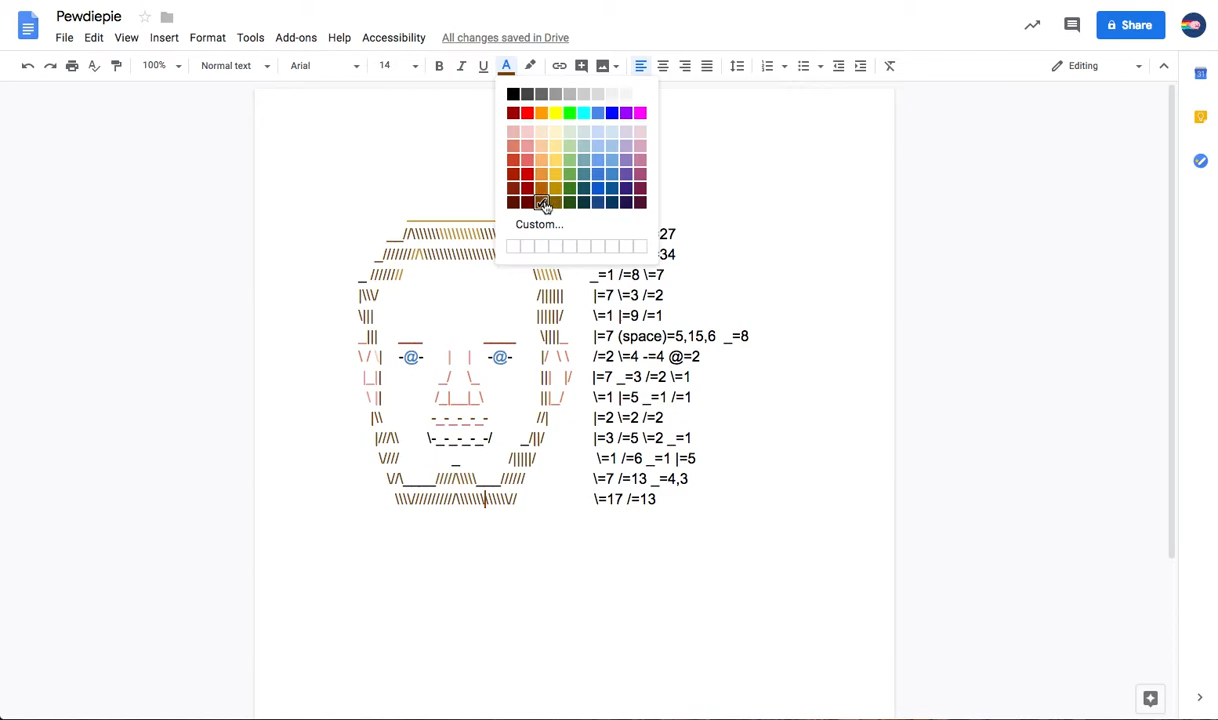 Pewdiepie
File Edit View Insert Format Tools Add-ons Help Accessibility All changes saved in Drive
Share
100% Normal text Arial 14 B I U A Editing
Custom...
27
34
_=1 /=8 \=7
|=7 \=3 /=2
\=1 |=9 /=1
|=7 (space)=5,15,6 _=8
-@- -@- /=2 \=4 -=4 @=2
|=7 _=3 /=2 \=1
\=1 |=5 _=1 /=1
|=2 \=2 /=2
\-_-_-_-_-/ |=3 /=5 \=2 _=1
\=1 /=6 _=1 |=5
\=7 /=13 _=4,3
\=17 /=13